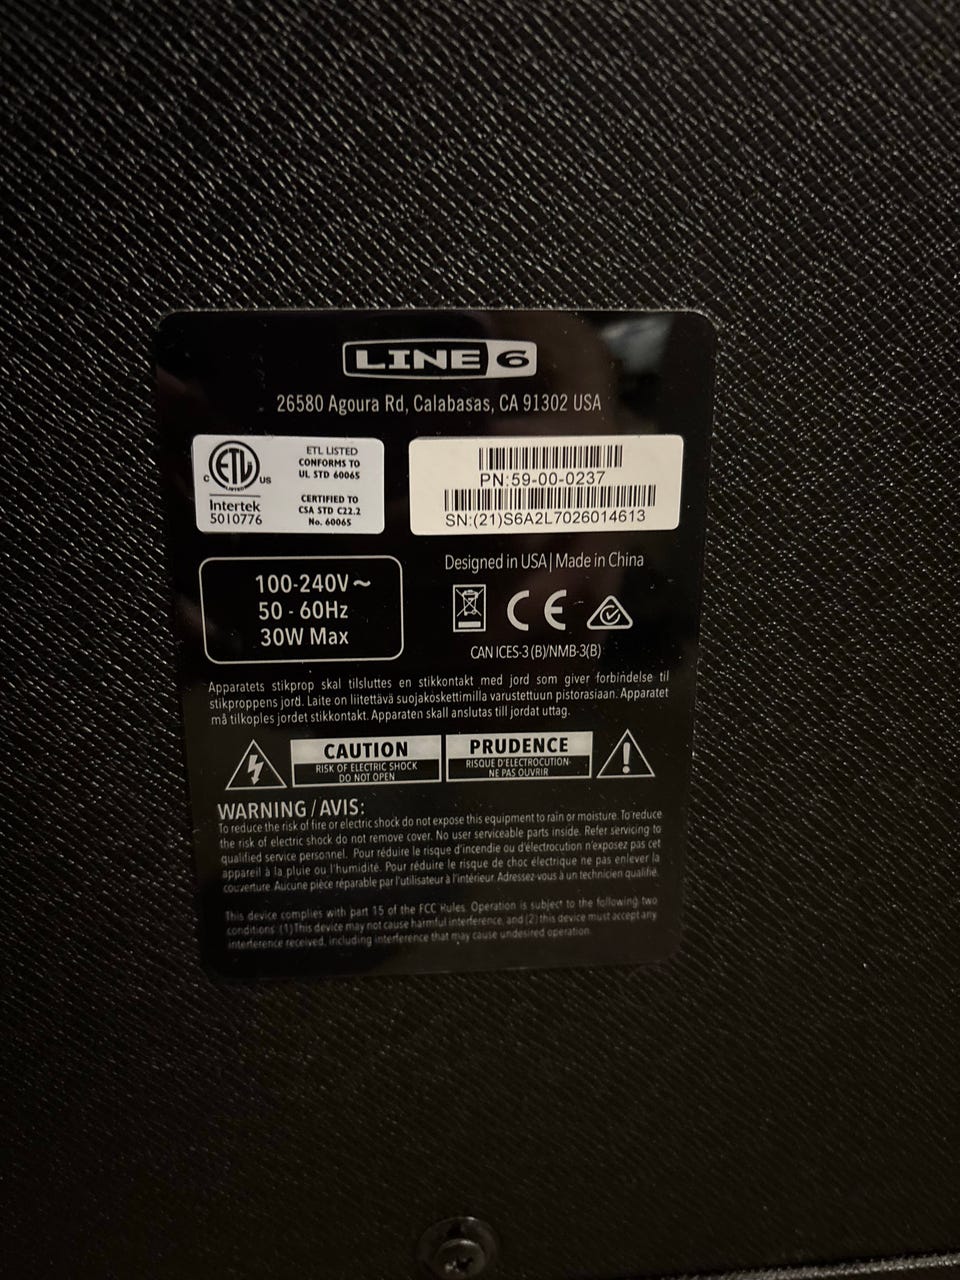 LINE 6
26580 Agoura Rd, Calabasas, CA 91302 USA
ETL LISTED
CONFORMS TO
UL STD 60065
CERTIFIED TO
CSA STD C22.2
No. 60065
C ETL US
LISTED
Intertek
5010776
PN:59-00-0237
SN:(21)S6A2L7026014613
100-240V~
50 - 60Hz
30W Max
Designed in USA | Made in China
CE
CAN ICES-3 (B)/NMB-3(B)
Apparatets stikprop skal tilsluttes en stikkontakt med jord som giver forbindelse til
stikproppens jord. Laite on liitettävä suojakoskettimilla varustettuun pistorasiaan. Apparatet
må tilkoples jordet stikkontakt. Apparaten skall anslutas till jordat uttag.
CAUTION
RISK OF ELECTRIC SHOCK
DO NOT OPEN
PRUDENCE
RISQUE D'ELECTROCUTION
NE PAS OUVRIR
WARNING / AVIS:
To reduce the risk of fire or electric shock do not expose this equipment to rain or moisture. To reduce
the risk of electric shock do not remove cover. No user serviceable parts inside. Refer servicing to
qualified service personnel. Pour réduire le risque d'incendie ou d'électrocution n'exposez pas cet
appareil à la pluie ou l'humidité. Pour réduire le risque de choc électrique ne pas enlever la
couverture. Aucune pièce réparable par l'utilisateur à l'intérieur. Adressez-vous à un technicien qualifié.
This device complies with part 15 of the FCC Rules. Operation is subject to the following two
conditions: (1) This device may not cause harmful interference, and (2) this device must accept any
interference received, including interference that may cause undesired operation.